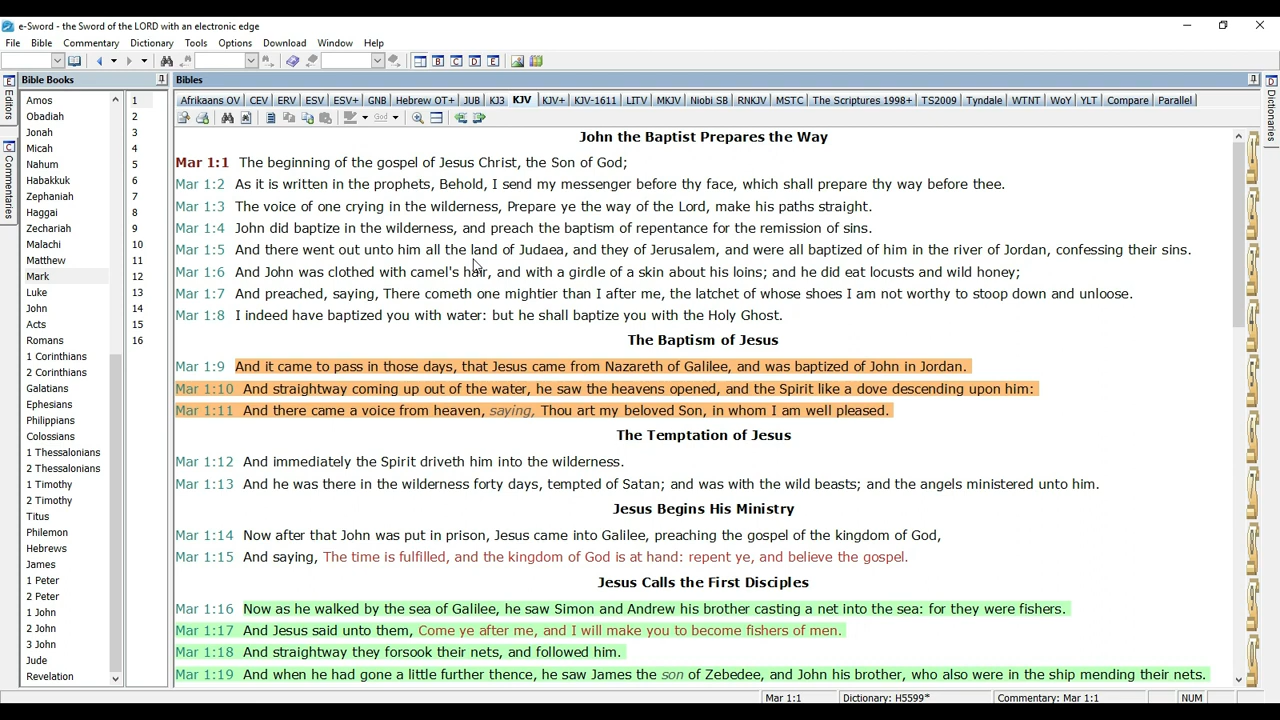 e-Sword - the Sword of the LORD with an electronic edge
File Bible Commentary Dictionary Tools Options Download Window Help
B C D E
Bible Books
Bibles
Editors
Commentaries
Dictionaries
Afrikaans OV CEV ERV ESV ESV+ GNB Hebrew OT+ JUB KJ3 KJV KJV+ KJV-1611 LITV MKJV Niobi SB RNKJV MSTC The Scriptures 1998+ TS2009 Tyndale WTNT WoY YLT Compare Parallel
God
Amos 1
Obadiah 2
Jonah 3
Micah 4
Nahum 5
Habakkuk 6
Zephaniah 7
Haggai 8
Zechariah 9
Malachi 10
Matthew 11
Mark 12
Luke 13
John 14
Acts 15
Romans 16
1 Corinthians
2 Corinthians
Galatians
Ephesians
Philippians
Colossians
1 Thessalonians
2 Thessalonians
1 Timothy
2 Timothy
Titus
Philemon
Hebrews
James
1 Peter
2 Peter
1 John
2 John
3 John
Jude
Revelation
John the Baptist Prepares the Way
Mar 1:1 The beginning of the gospel of Jesus Christ, the Son of God;
Mar 1:2 As it is written in the prophets, Behold, I send my messenger before thy face, which shall prepare thy way before thee.
Mar 1:3 The voice of one crying in the wilderness, Prepare ye the way of the Lord, make his paths straight.
Mar 1:4 John did baptize in the wilderness, and preach the baptism of repentance for the remission of sins.
Mar 1:5 And there went out unto him all the land of Judaea, and they of Jerusalem, and were all baptized of him in the river of Jordan, confessing their sins.
Mar 1:6 And John was clothed with camel's hair, and with a girdle of a skin about his loins; and he did eat locusts and wild honey;
Mar 1:7 And preached, saying, There cometh one mightier than I after me, the latchet of whose shoes I am not worthy to stoop down and unloose.
Mar 1:8 I indeed have baptized you with water: but he shall baptize you with the Holy Ghost.
The Baptism of Jesus
Mar 1:9 And it came to pass in those days, that Jesus came from Nazareth of Galilee, and was baptized of John in Jordan.
Mar 1:10 And straightway coming up out of the water, he saw the heavens opened, and the Spirit like a dove descending upon him:
Mar 1:11 And there came a voice from heaven, saying, Thou art my beloved Son, in whom I am well pleased.
The Temptation of Jesus
Mar 1:12 And immediately the Spirit driveth him into the wilderness.
Mar 1:13 And he was there in the wilderness forty days, tempted of Satan; and was with the wild beasts; and the angels ministered unto him.
Jesus Begins His Ministry
Mar 1:14 Now after that John was put in prison, Jesus came into Galilee, preaching the gospel of the kingdom of God,
Mar 1:15 And saying, The time is fulfilled, and the kingdom of God is at hand: repent ye, and believe the gospel.
Jesus Calls the First Disciples
Mar 1:16 Now as he walked by the sea of Galilee, he saw Simon and Andrew his brother casting a net into the sea: for they were fishers.
Mar 1:17 And Jesus said unto them, Come ye after me, and I will make you to become fishers of men.
Mar 1:18 And straightway they forsook their nets, and followed him.
Mar 1:19 And when he had gone a little further thence, he saw James the son of Zebedee, and John his brother, who also were in the ship mending their nets.
Mar 1:1 Dictionary: H5599* Commentary: Mar 1:1 NUM